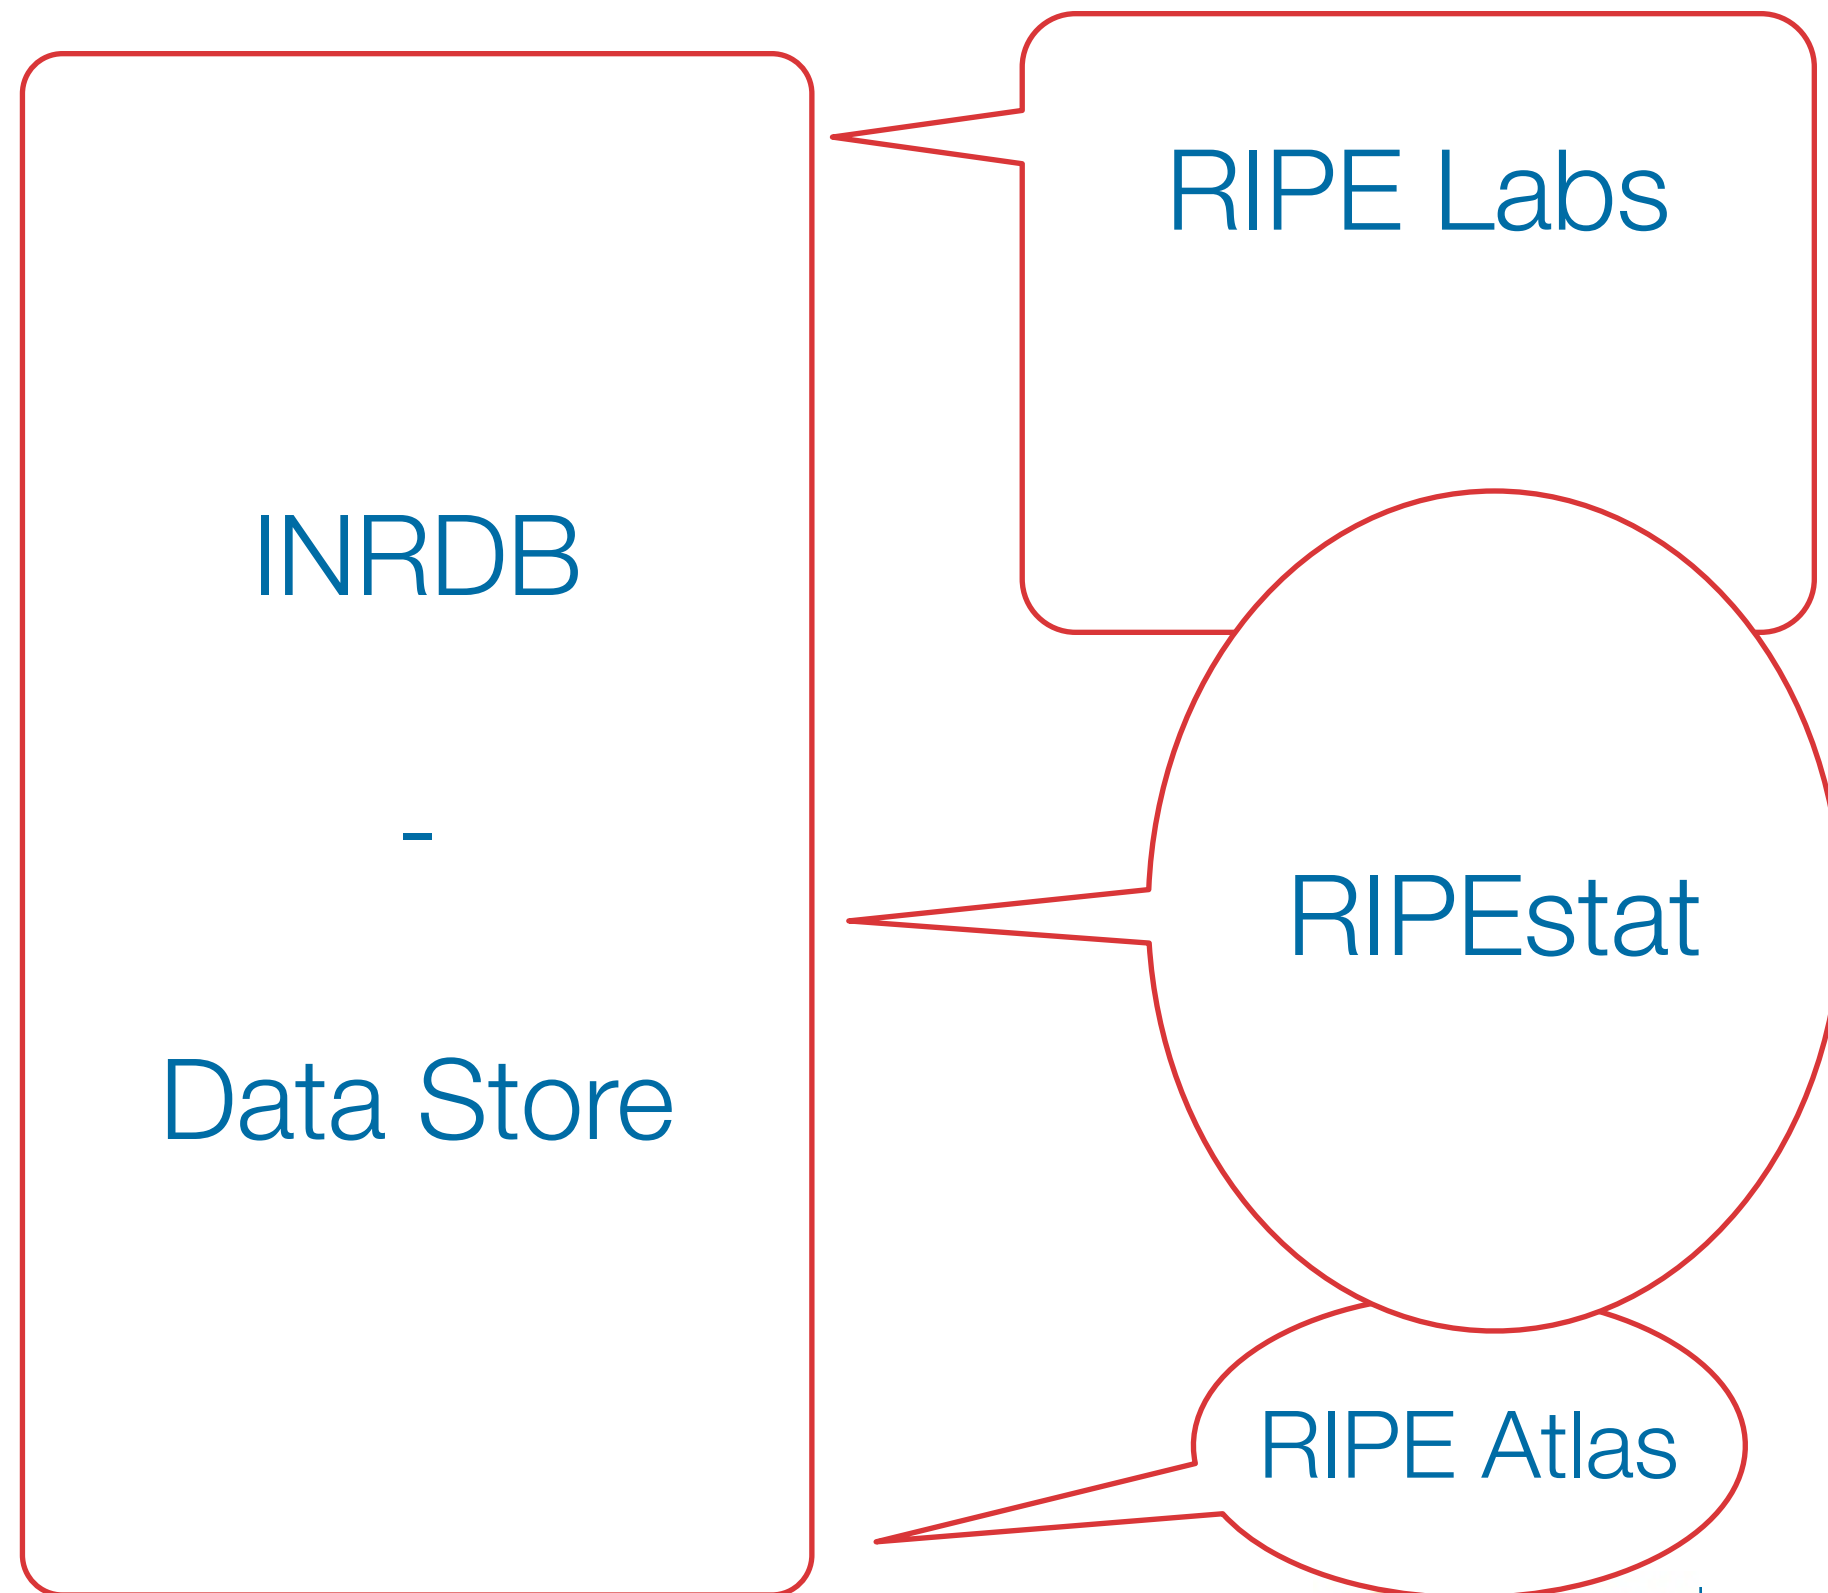 INRDB
-
Data Store
RIPE Labs
RIPEstat
RIPE Atlas